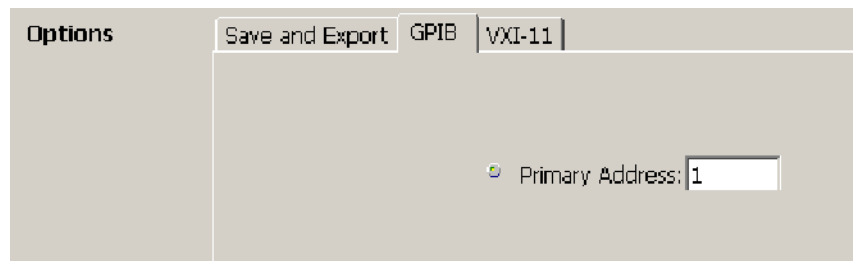 Options Save and Export GPIB VXI-11
Primary Address: 1